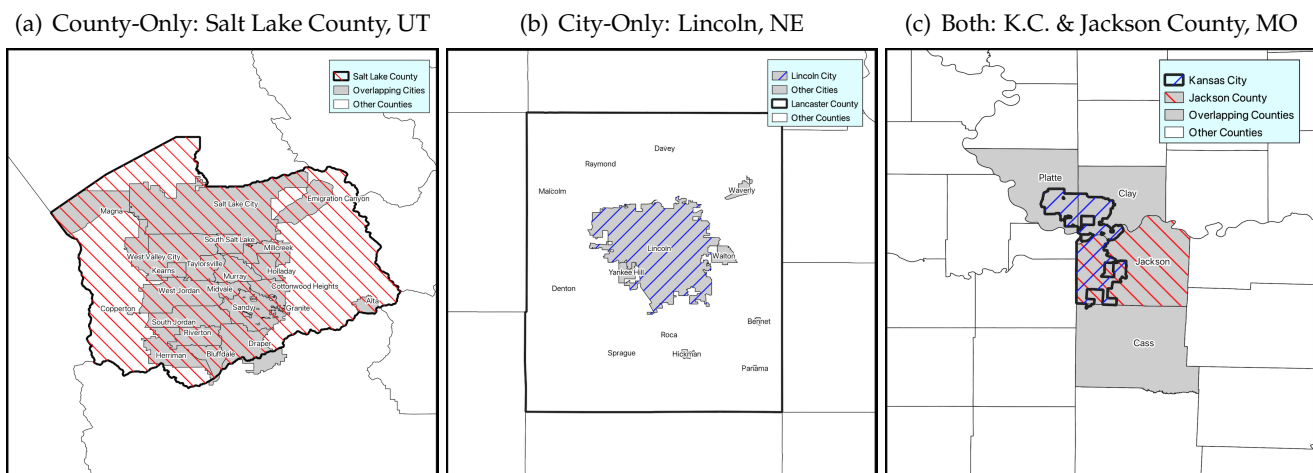 (a) County-Only: Salt Lake County, UT
Salt Lake County
Overlapping Cities
Other Counties
Magna
Salt Lake City
Emigration Canyon
South Salt Lake
West Valley City
Millcreek
Kearns
Taylorsville
Holladay
Murray
West Jordan
Midvale
Cottonwood Heights
Copperton
Sandy
Granite
Alta
South Jordan
Riverton
Draper
Herriman
Bluffdale
(b) City-Only: Lincoln, NE
Lincoln City
Other Cities
Lancaster County
Other Counties
Davey
Raymond
Malcolm
Waverly
Lincoln
Walton
Yankee Hill
Denton
Bennet
Roca
Sprague
Hickman
Panama
(c) Both: K.C. & Jackson County, MO
Kansas City
Jackson County
Overlapping Counties
Other Counties
Platte
Clay
Jackson
Cass